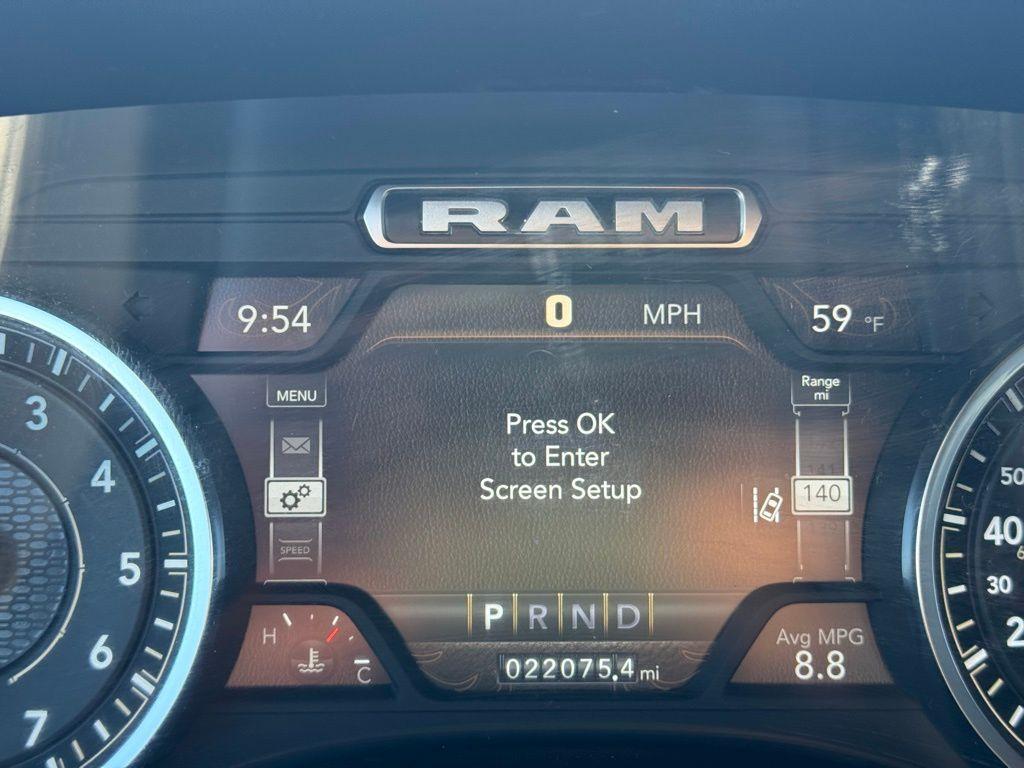 RAM
9:54
0 MPH
59 °F
MENU
Range
mi
Press OK
to Enter
Screen Setup
140
SPEED
3
4
5
6
7
50
40
30
P R N D
H
C
022075.4 mi
Avg MPG
8.8